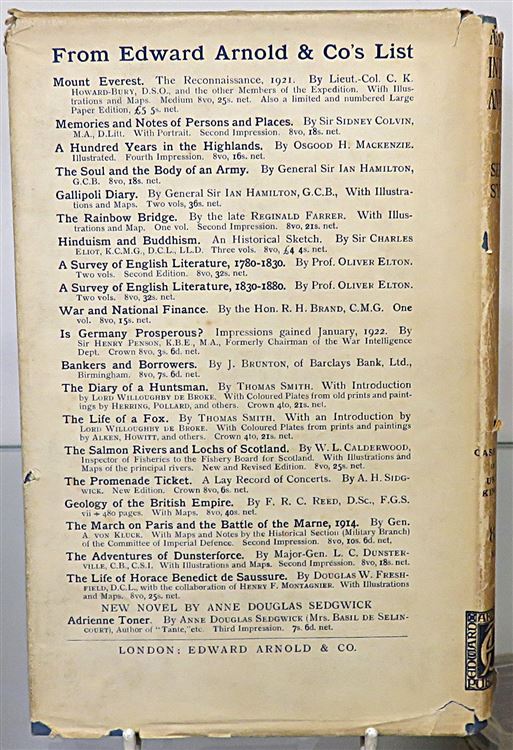 From Edward Arnold & Co's List
Mount Everest. The Reconnaissance, 1921. By Lieut.-Col. C. K.
HOWARD-BURY, D.S.O., and the other Members of the Expedition. With Illus-
trations and Maps. Medium 8vo, 25s. net. Also a limited and numbered Large
Paper Edition, £5 5s. net.
Memories and Notes of Persons and Places. By Sir SIDNEY COLVIN,
M.A., D.Litt. With Portrait. Second Impression. 8vo, 18s. net.
A Hundred Years in the Highlands. By OSGOOD H. MACKENZIE.
Illustrated. Fourth Impression. 8vo, 16s. net.
The Soul and the Body of an Army. By General Sir IAN HAMILTON,
G.C.B. 8vo, 18s. net.
Gallipoli Diary. By General Sir IAN HAMILTON, G.C.B., With Illustra-
tions and Maps. Two vols, 36s. net.
The Rainbow Bridge. By the late REGINALD FARRER. With Illus-
trations and Map. One vol. Second Impression. 8vo, 21s. net.
Hinduism and Buddhism. An Historical Sketch. By Sir CHARLES
ELIOT, K.C.M.G., D.C.L., LL.D. Three vols. 8vo, £4 4s. net.
A Survey of English Literature, 1780-1830. By Prof. OLIVER ELTON.
Two vols. Second Edition. 8vo, 32s. net.
A Survey of English Literature, 1830-1880. By Prof. OLIVER ELTON.
Two vols. 8vo, 32s. net.
War and National Finance. By the Hon. R. H. BRAND, C.M.G. One
vol. 8vo, 15s. net.
Is Germany Prosperous? Impressions gained January, 1922. By
Sir HENRY PENSON, K.B.E., M.A., Formerly Chairman of the War Intelligence
Dept. Crown 8vo, 3s. 6d. net.
Bankers and Borrowers. By J. BRUNTON, of Barclays Bank, Ltd.,
Birmingham. 8vo, 7s. 6d. net.
The Diary of a Huntsman. By THOMAS SMITH. With Introduction
by LORD WILLOUGHBY DE BROKE. With Coloured Plates from old prints and paint-
ings by HERRING, POLLARD, and others. Crown 4to, 21s. net.
The Life of a Fox. By THOMAS SMITH. With an Introduction by
LORD WILLOUGHBY DE BROKE. With Coloured Plates from prints and paintings
by ALKEN, HOWITT, and others. Crown 4to, 21s. net.
The Salmon Rivers and Lochs of Scotland. By W. L. CALDERWOOD,
Inspector of Fisheries to the Fishery Board for Scotland. With Illustrations and
Maps of the principal rivers. New and Revised Edition. 8vo, 25s. net.
The Promenade Ticket. A Lay Record of Concerts. By A. H. SIDG-
WICK. New Edition. Crown 8vo, 6s. net.
Geology of the British Empire. By F. R. C. REED, D.Sc., F.G.S.
vii + 480 pages. With Maps. 8vo, 40s. net.
The March on Paris and the Battle of the Marne, 1914. By Gen.
A. VON KLUCK. With Maps and Notes by the Historical Section (Military Branch)
of the Committee of Imperial Defence. Second Impression. 8vo, 10s. 6d. net.
The Adventures of Dunsterforce. By Major-Gen. L. C. DUNSTER-
VILLE, C.B., C.S.I. With Illustrations and Maps. Second Impression. 8vo, 18s. net.
The Life of Horace Benedict de Saussure. By DOUGLAS W. FRESH-
FIELD, D.C.L., with the collaboration of HENRY F. MONTAGNIER. With Illustrations
and Maps. 8vo, 25s. net.
NEW NOVEL BY ANNE DOUGLAS SEDGWICK
Adrienne Toner. By ANNE DOUGLAS SEDGWICK (MRS. BASIL DE SELIN-
COURT), Author of "Tante," etc. Third Impression. 7s. 6d. net.
LONDON: EDWARD ARNOLD & CO.